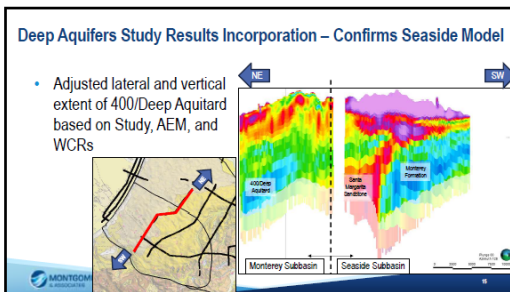 Deep Aquifers Study Results Incorporation – Confirms Seaside Model
NE
SW
• Adjusted lateral and vertical
extent of 400/Deep Aquitard
based on Study, AEM, and
WCRs
400/Deep
Aquitard
Santa
Margarita
Sandstone
Monterey
Formation
Monterey Subbasin
Seaside Subbasin
MONTGOMERY
& ASSOCIATES
15